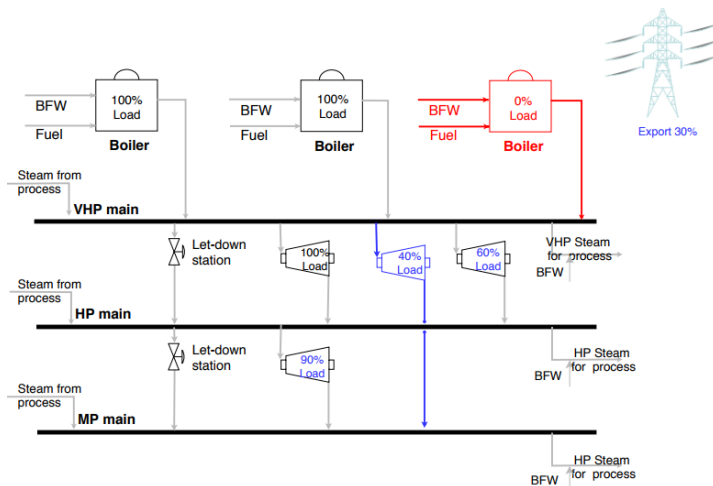 100%
Load
BFW
Fuel
Boiler
100%
Load
BFW
Fuel
Boiler
0%
Load
BFW
Fuel
Boiler
Export 30%
Steam from
process
VHP main
Let-down
station
100%
Load
40%
Load
60%
Load
VHP Steam
for process
BFW
Steam from
process
HP main
Let-down
station
90%
Load
HP Steam
for process
BFW
Steam from
process
MP main
HP Steam
for process
BFW